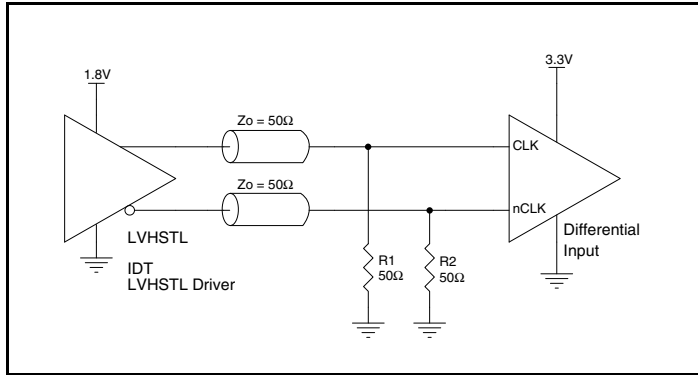 1.8V
3.3V
Zo = 50Ω
CLK
Zo = 50Ω
nCLK
LVHSTL
IDT
LVHSTL Driver
R1
50Ω
R2
50Ω
Differential
Input